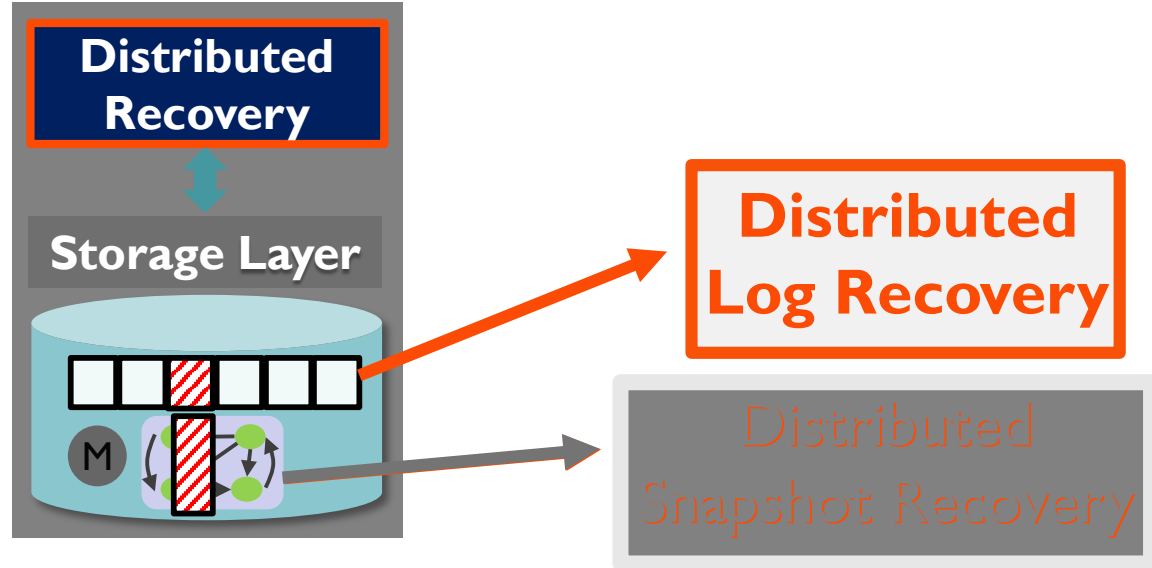 Distributed
Recovery
Storage Layer
M
Distributed
Log Recovery
Distributed
Snapshot Recovery